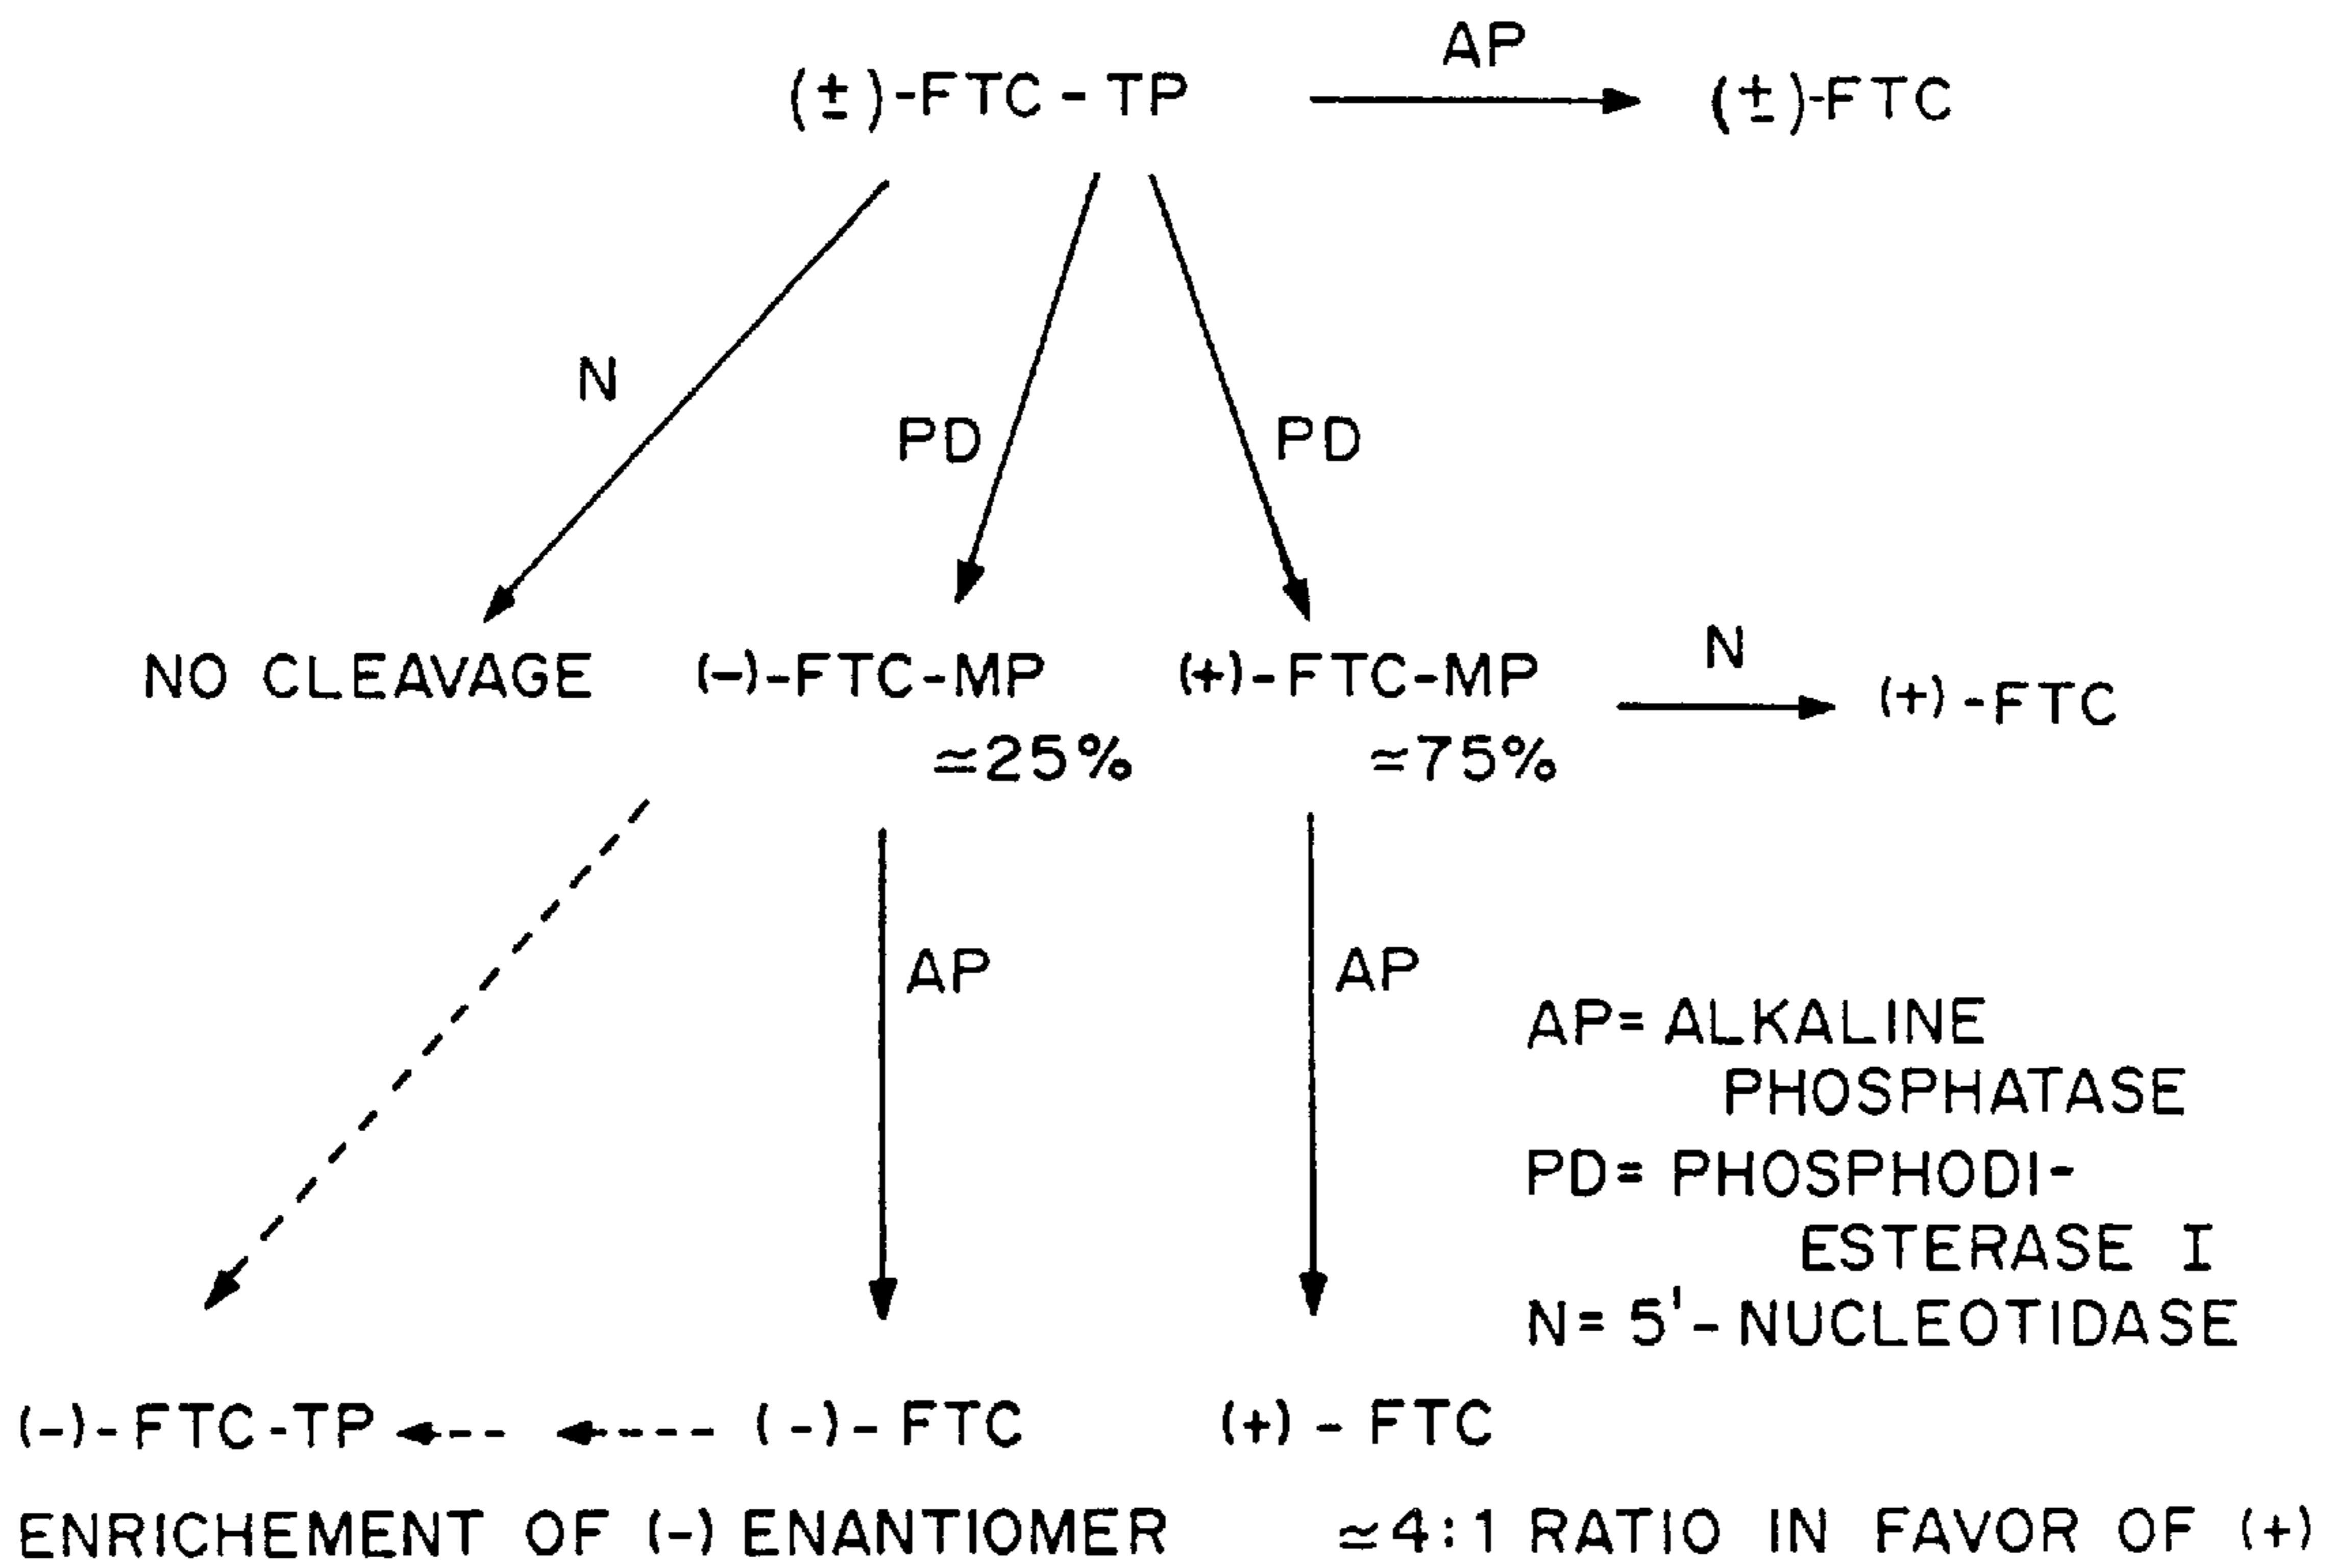 AP
(±)-FTC-TP
(±)-FTC
N
PD
PD
NO CLEAVAGE
(-)-FTC-MP
≃25%
(+)-FTC-MP
≃75%
N
(+)-FTC
AP
AP
AP= ALKALINE
PHOSPHATASE
PD= PHOSPHODI-
ESTERASE I
N= 5'-NUCLEOTIDASE
(-)-FTC-TP
(-)-FTC
(+)-FTC
ENRICHEMENT OF (-) ENANTIOMER
≃4:1 RATIO IN FAVOR OF (+)